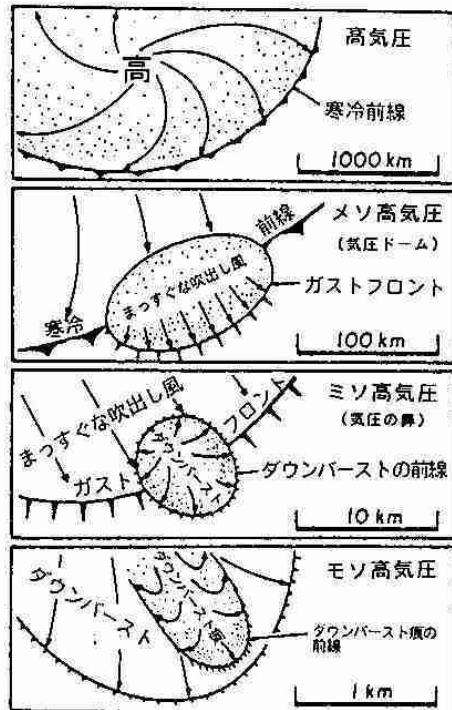 高気圧
高
寒冷前線
1000 km
メソ高気圧
(気圧ドーム)
前線
まっすぐな吹出し風
ガストフロント
寒冷
100 km
ミソ高気圧
(気圧の鼻)
まっすぐな吹出し風
フロント
ダウンバースト
ガスト
ダウンバーストの前線
10 km
モソ高気圧
ダウンバースト
ダウンバースト痕
ダウンバースト痕の
前線
1 km